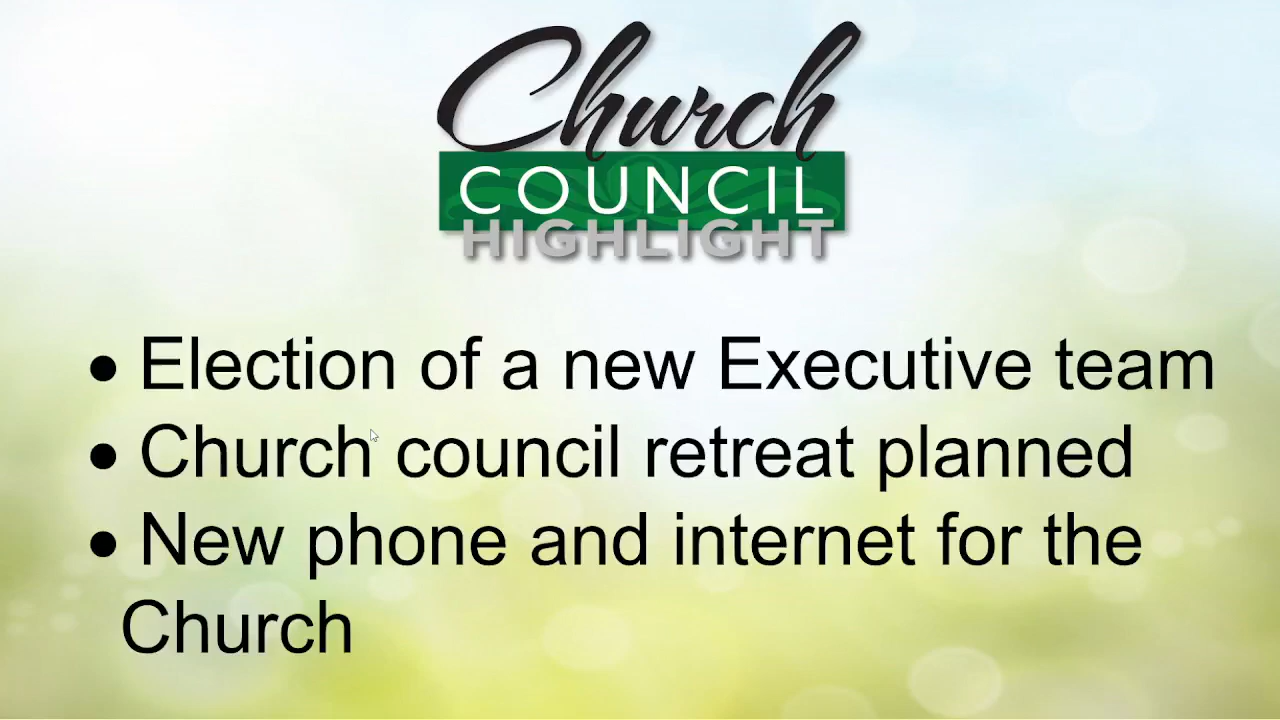 Church
COUNCIL
HIGHLIGHT
• Election of a new Executive team
• Church council retreat planned
• New phone and internet for the
Church